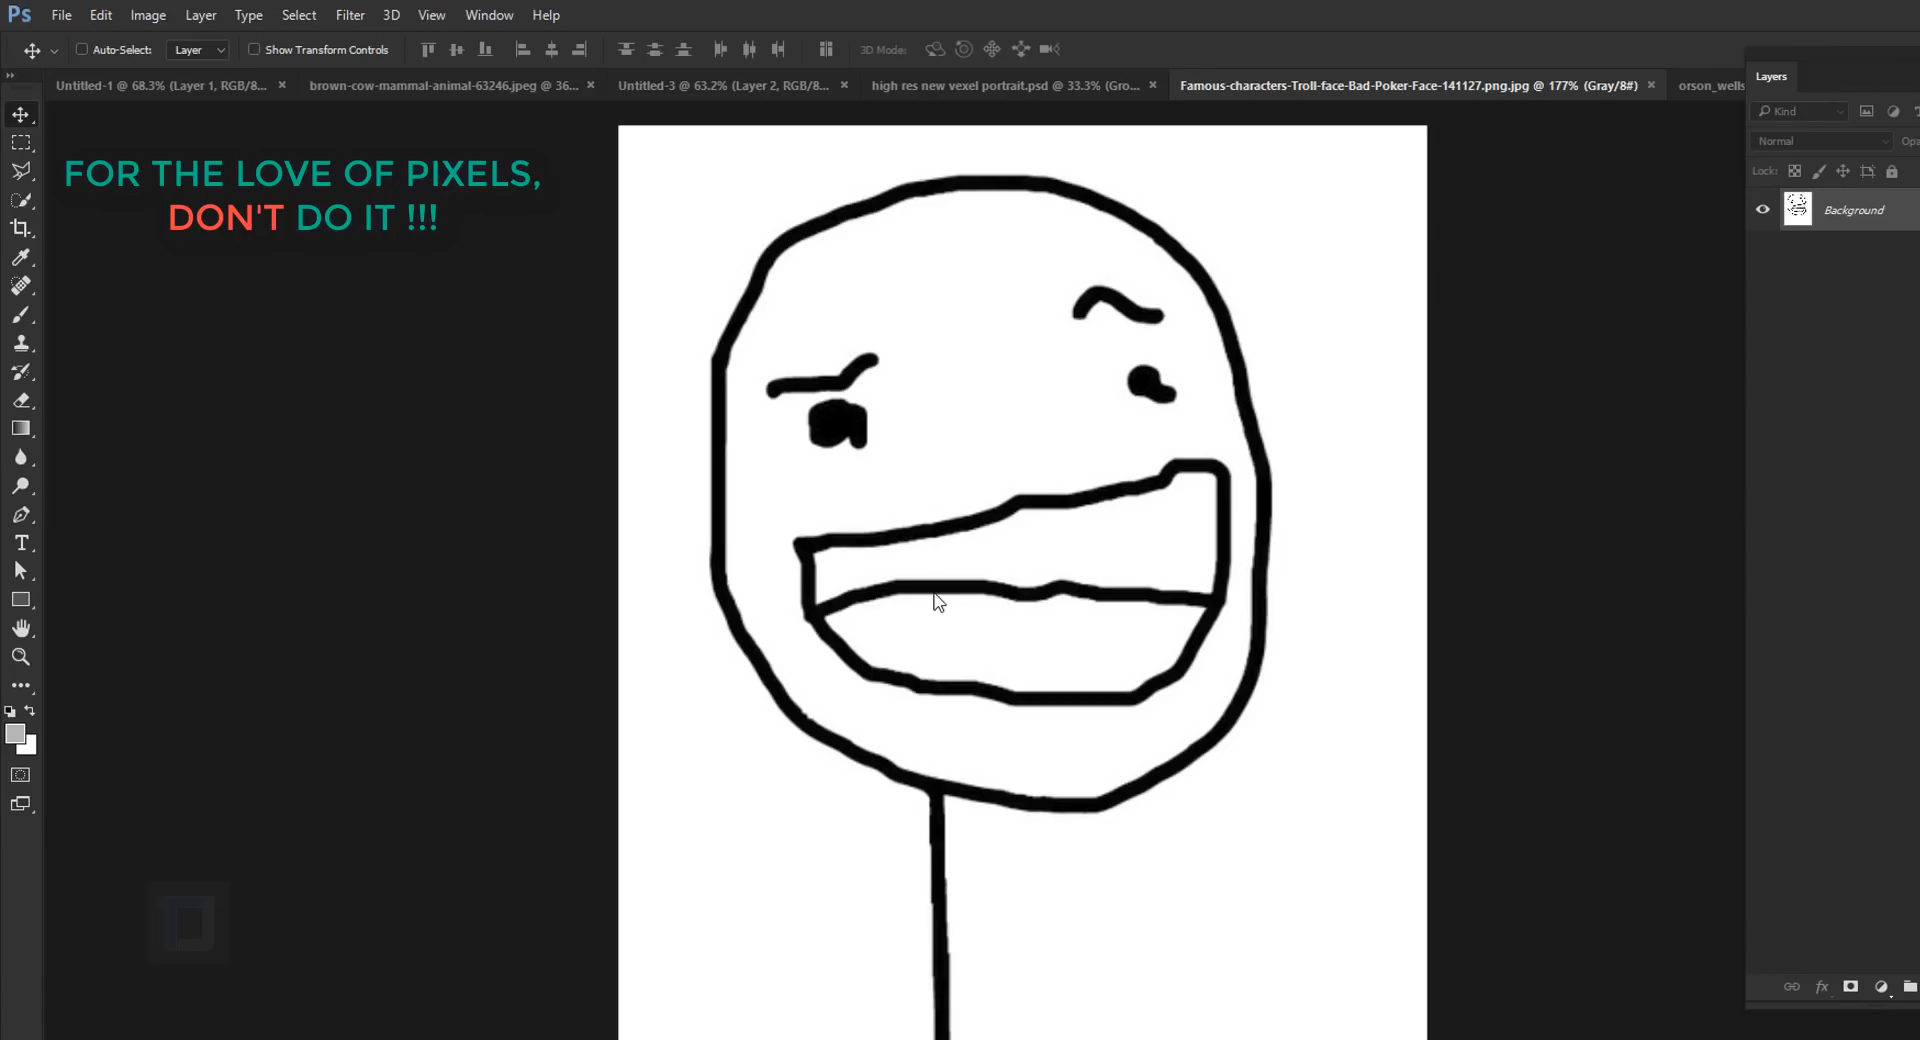 Ps File Edit Image Layer Type Select Filter 3D View Window Help
Auto-Select: Layer Show Transform Controls 3D Mode:
Untitled-1 @ 68.3% (Layer 1, RGB/8... brown-cow-mammal-animal-63246.jpeg @ 36... Untitled-3 @ 63.2% (Layer 2, RGB/8... high res new vexel portrait.psd @ 33.3% (Gro... Famous-characters-Troll-face-Bad-Poker-Face-141127.png.jpg @ 177% (Gray/8#) orson_wells
Layers
Kind
Normal
Lock:
Background
FOR THE LOVE OF PIXELS,
DON'T DO IT !!!
T
fx